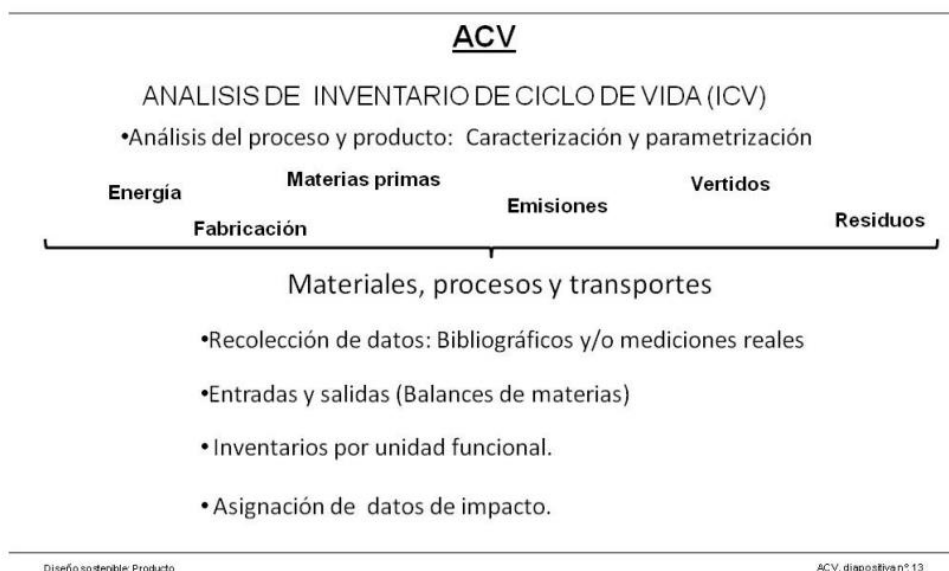 ACV
ANALISIS DE INVENTARIO DE CICLO DE VIDA (ICV)
•Análisis del proceso y producto: Caracterización y parametrización
Energía
Materias primas
Fabricación
Emisiones
Vertidos
Residuos
Materiales, procesos y transportes
•Recolección de datos: Bibliográficos y/o mediciones reales
•Entradas y salidas (Balances de materias)
• Inventarios por unidad funcional.
• Asignación de datos de impacto.
Diseño sostenible: Producto
ACV, diapositiva nº 13